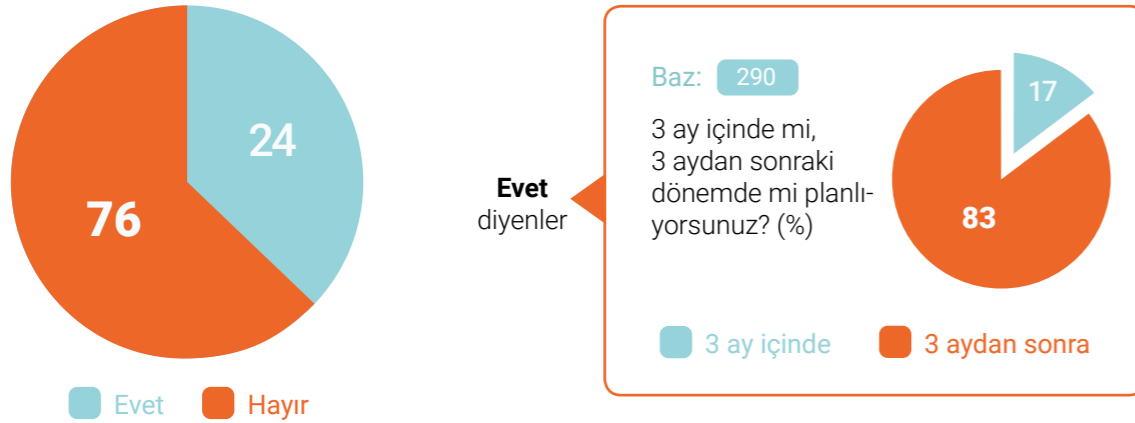 24
76
Evet
Hayır
Evet
diyenler
Baz: 290
3 ay içinde mi,
3 aydan sonraki
dönemde mi planlı-
yorsunuz? (%)
17
83
3 ay içinde
3 aydan sonra